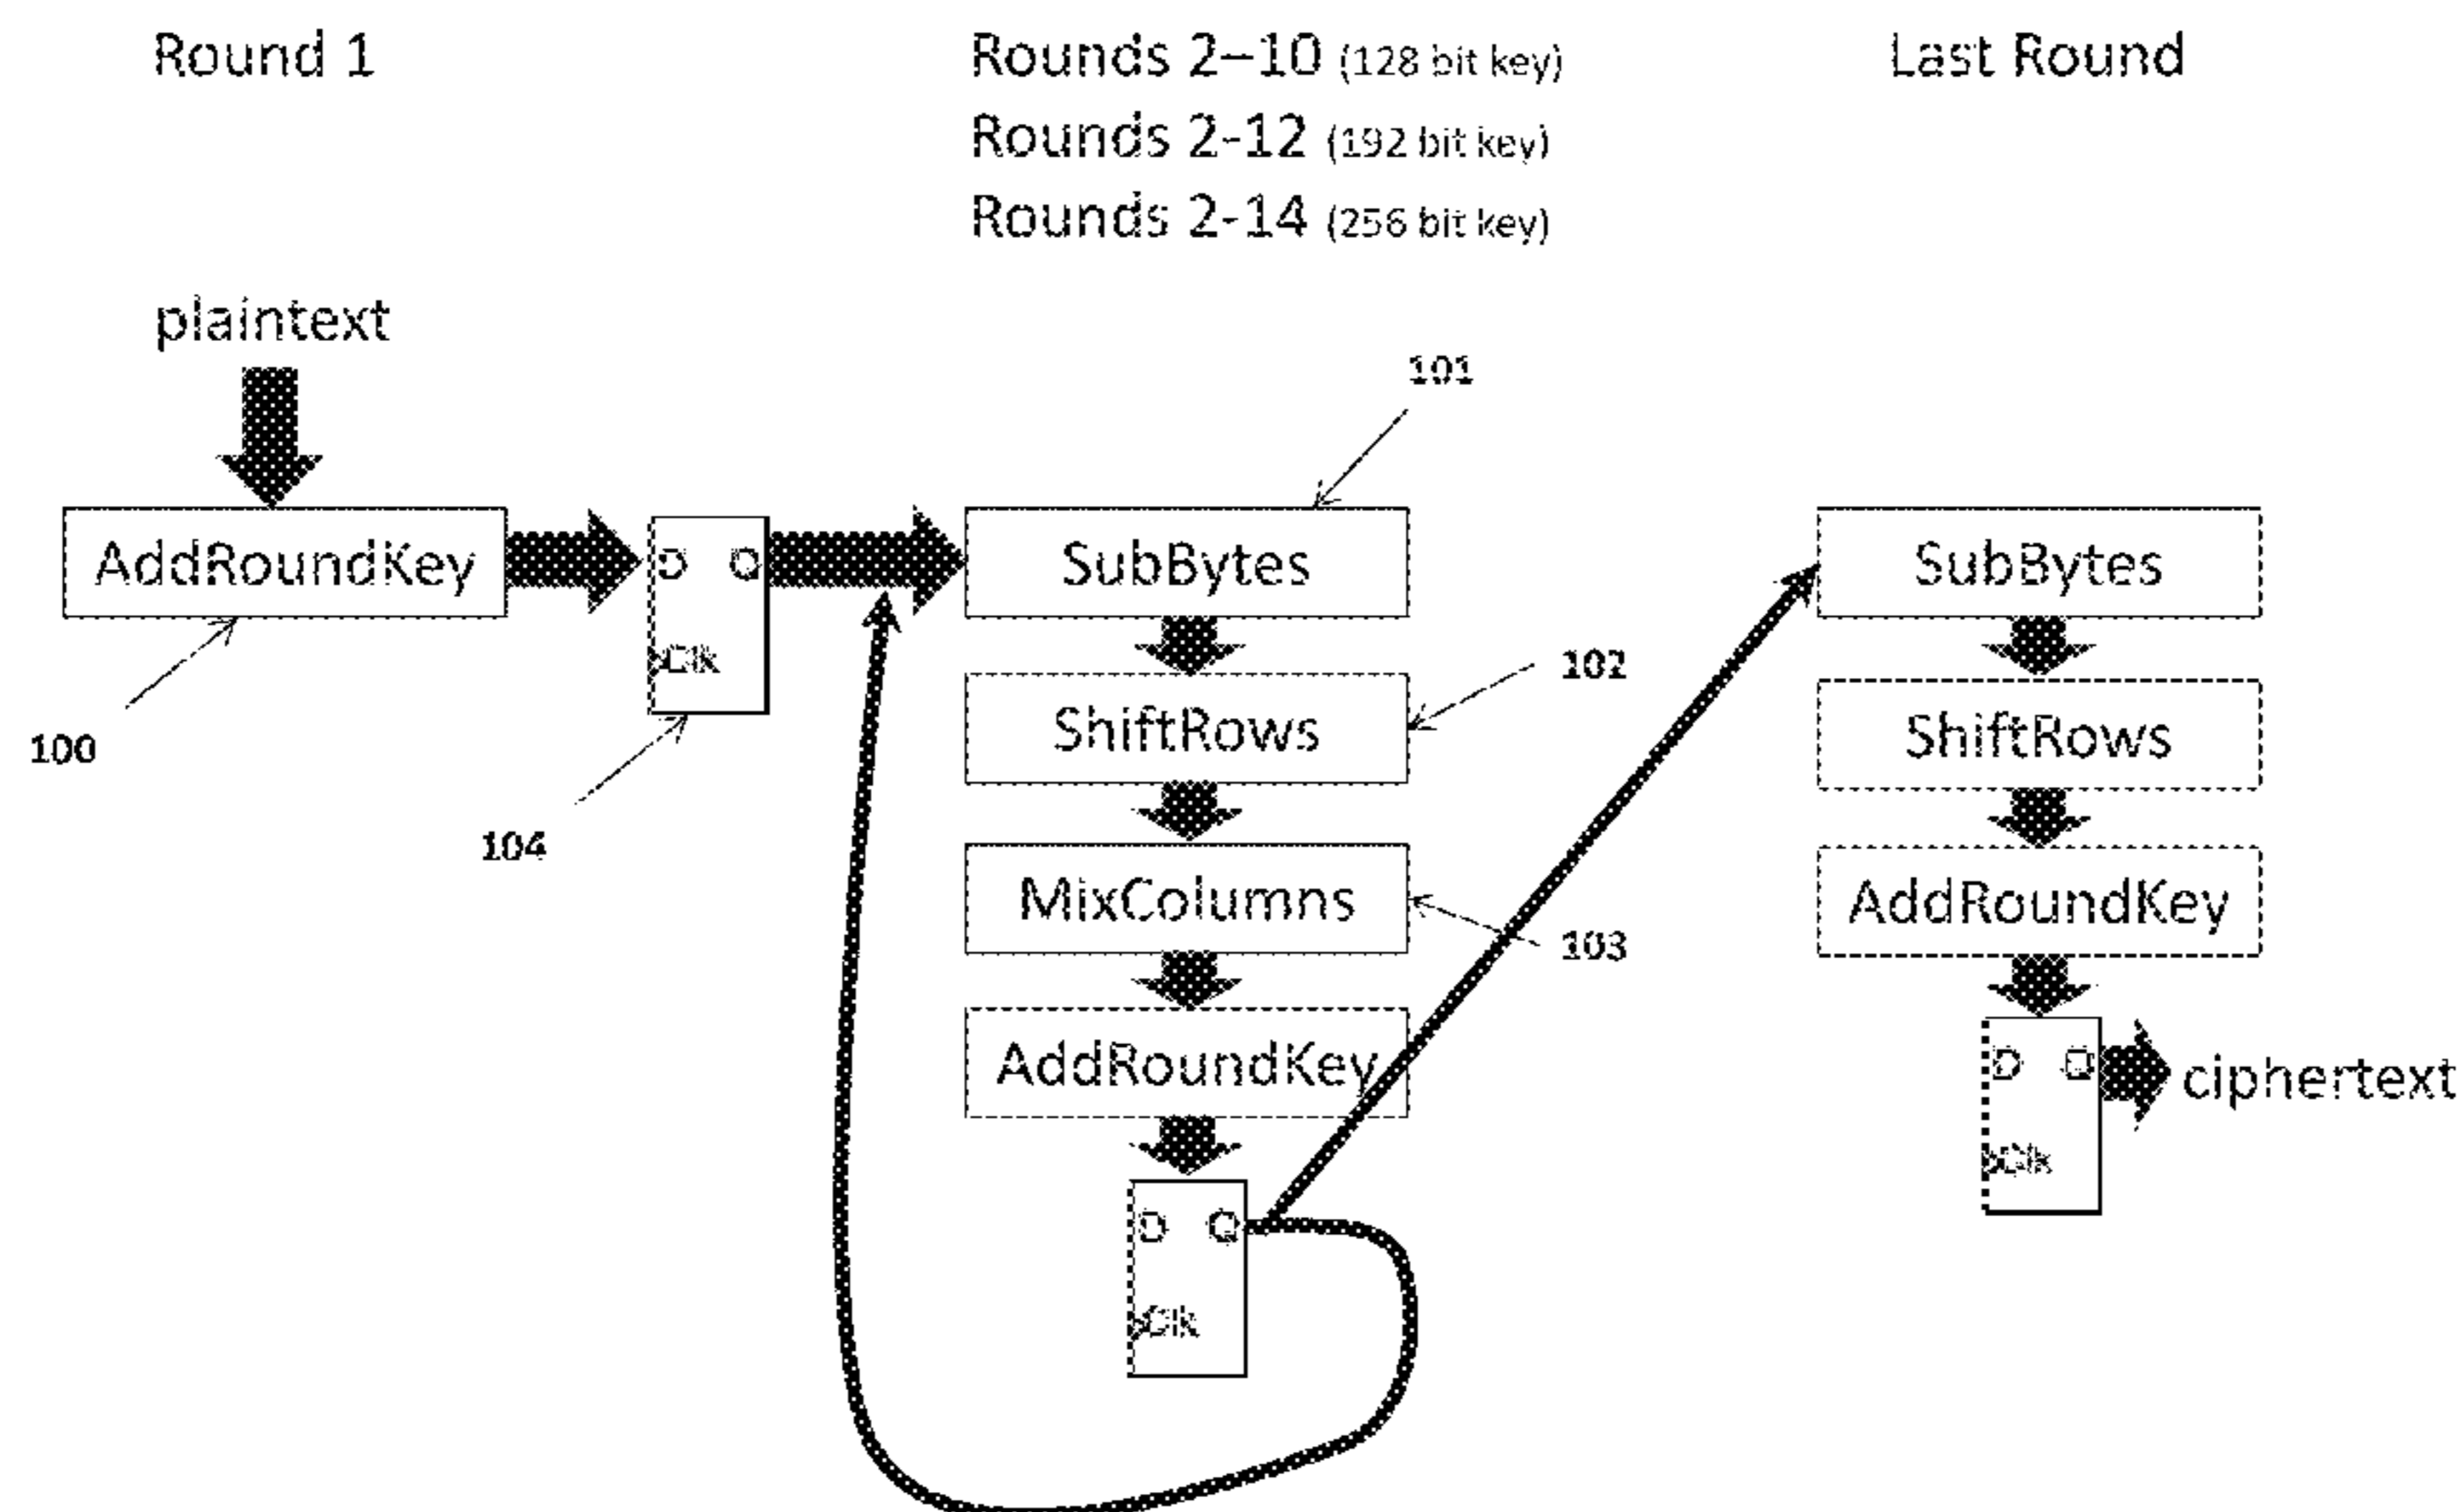 Round 1
Rounds 2–10 (128 bit key)
Rounds 2-12 (192 bit key)
Rounds 2-14 (256 bit key)
Last Round
plaintext
101
AddRoundKey
D Q
Clk
100
104
SubBytes
ShiftRows
102
MixColumns
103
AddRoundKey
D Q
Clk
SubBytes
ShiftRows
AddRoundKey
D Q
Clk
ciphertext